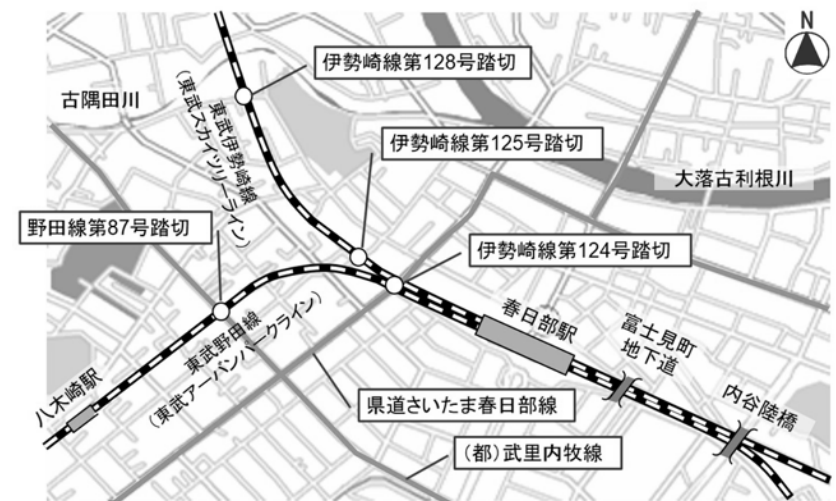 N
伊勢崎線第128号踏切
古隅田川
東武伊勢崎線
(東武スカイツリーライン)
伊勢崎線第125号踏切
大落古利根川
野田線第87号踏切
伊勢崎線第124号踏切
春日部駅
富士見町
地下道
東武野田線
(東武アーバンパークライン)
八木崎駅
内谷陸橋
県道さいたま春日部線
(都)武里内牧線